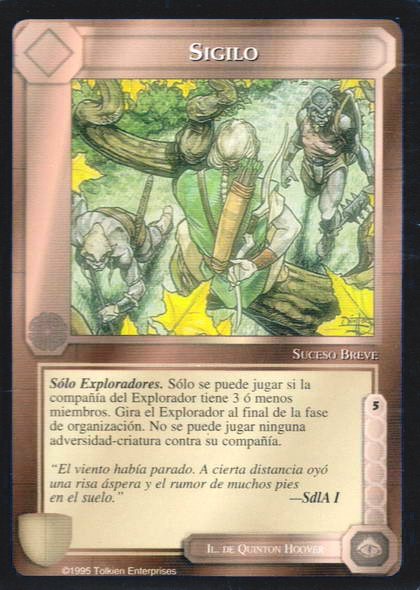 SIGILO
SUCESO BREVE
Sólo Exploradores. Sólo se puede jugar si la
compañía del Explorador tiene 3 ó menos
miembros. Gira el Explorador al final de la fase
de organización. No se puede jugar ninguna
adversidad-criatura contra su compañía.
5
“El viento había parado. A cierta distancia oyó
una risa áspera y el rumor de muchos pies
en el suelo.” —SdlA I
IL. DE QUINTON HOOVER
©1995 Tolkien Enterprises